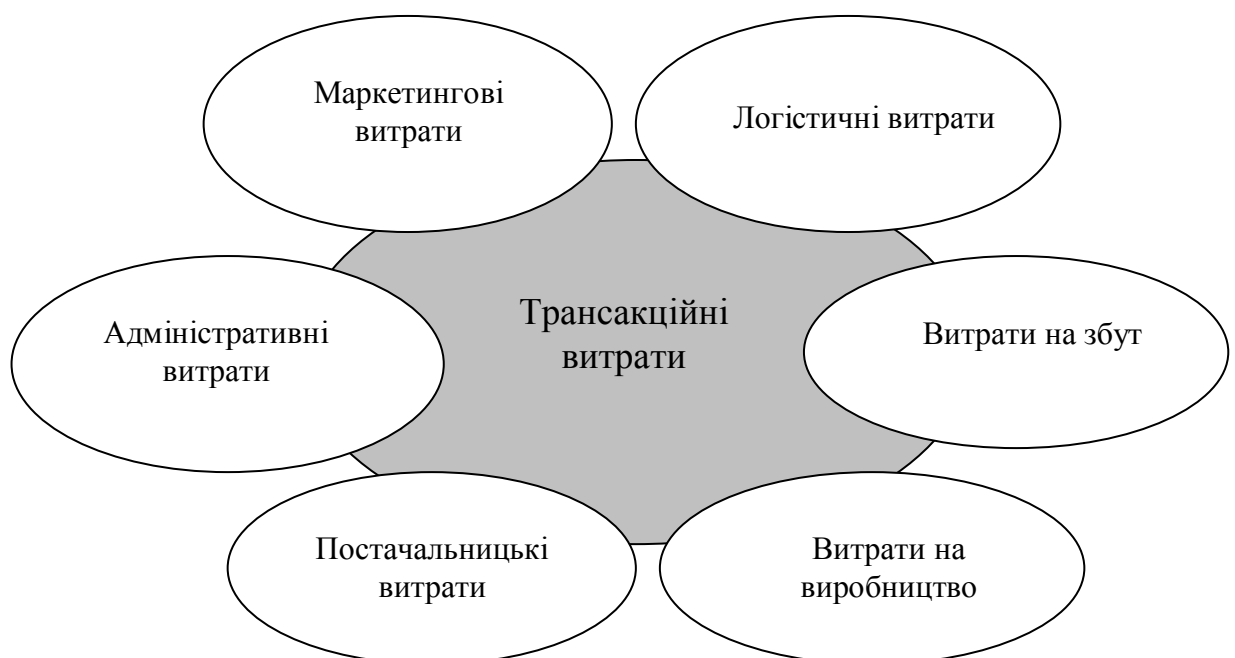 Маркетингові
витрати
Логістичні витрати
Трансакційні
витрати
Адміністративні
витрати
Витрати на збут
Постачальницькі
витрати
Витрати на
виробництво